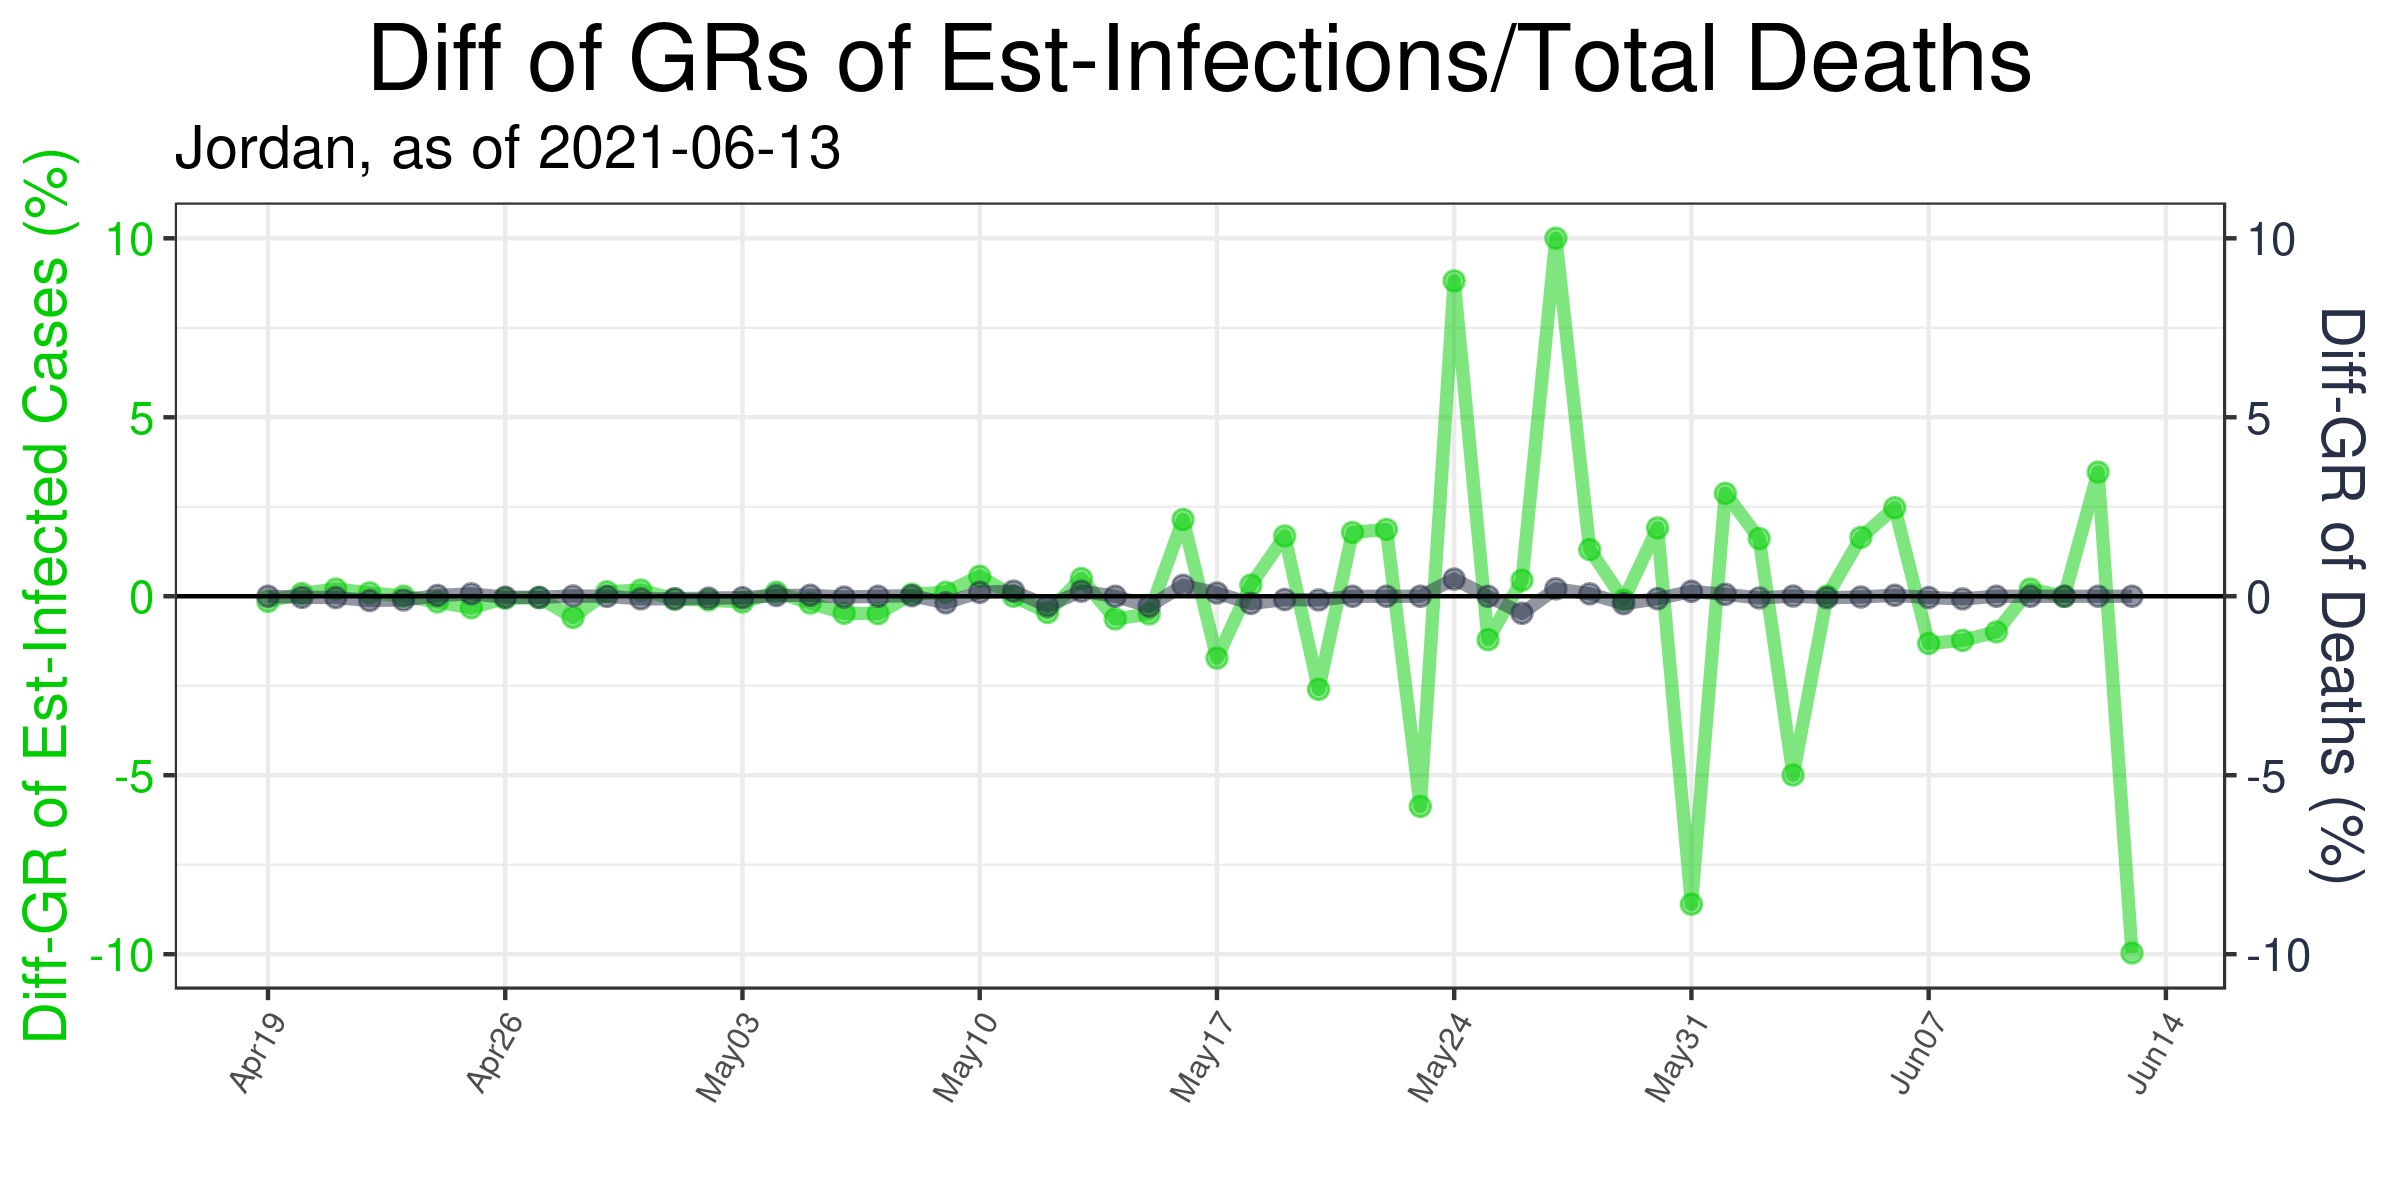 Diff of GRs of Est-Infections/Total Deaths
Jordan, as of 2021-06-13
Diff-GR of Est-Infected Cases (%)
10
5
0
-5
-10
10
5
0
-5
-10
Diff-GR of Deaths (%)
Apr19
Apr26
May03
May10
May17
May24
May31
Jun07
Jun14